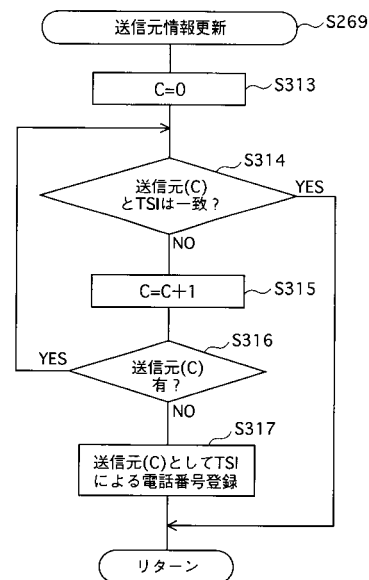 送信元情報更新
S269
C=0
S313
S314
送信元(C)
とTSIは一致？
YES
NO
C=C+1
S315
S316
YES
送信元(C)
有？
NO
S317
送信元(C)としてTSI
による電話番号登録
リターン